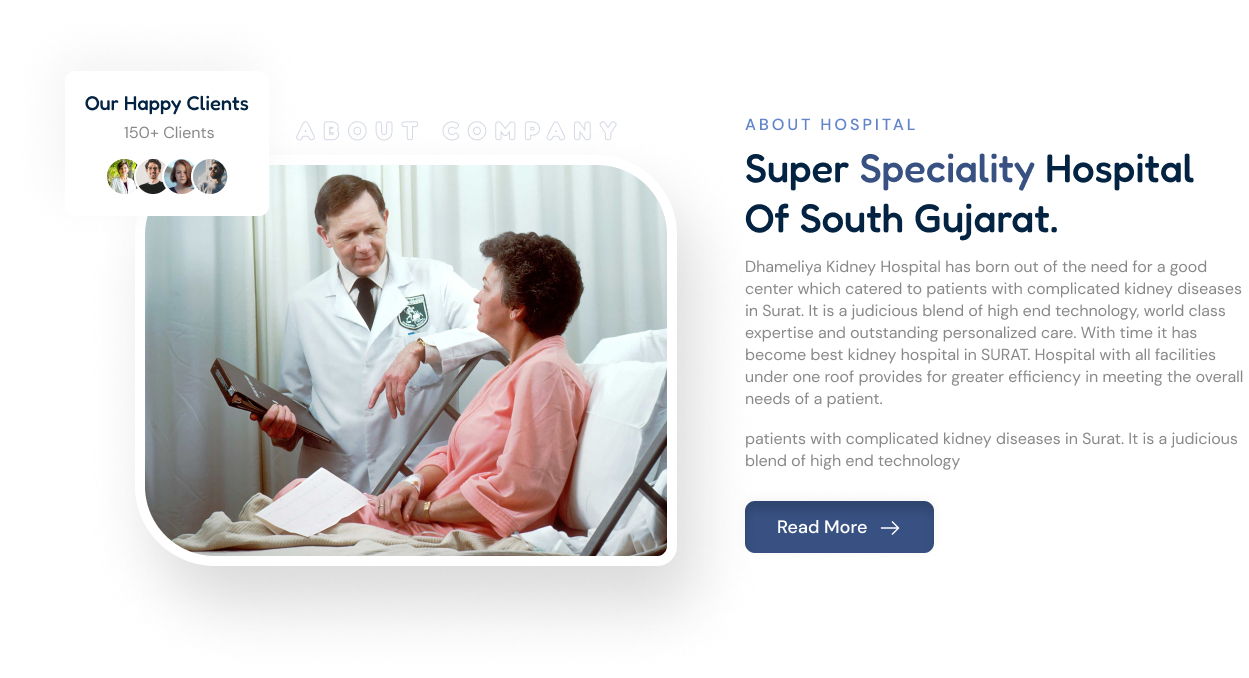 Our Happy Clients
150+ Clients
ABOUT COMPANY
ABOUT HOSPITAL
Super Speciality Hospital
Of South Gujarat.
Dhameliya Kidney Hospital has born out of the need for a good
center which catered to patients with complicated kidney diseases
in Surat. It is a judicious blend of high end technology, world class
expertise and outstanding personalized care. With time it has
become best kidney hospital in SURAT. Hospital with all facilities
under one roof provides for greater efficiency in meeting the overall
needs of a patient.
patients with complicated kidney diseases in Surat. It is a judicious
blend of high end technology
Read More